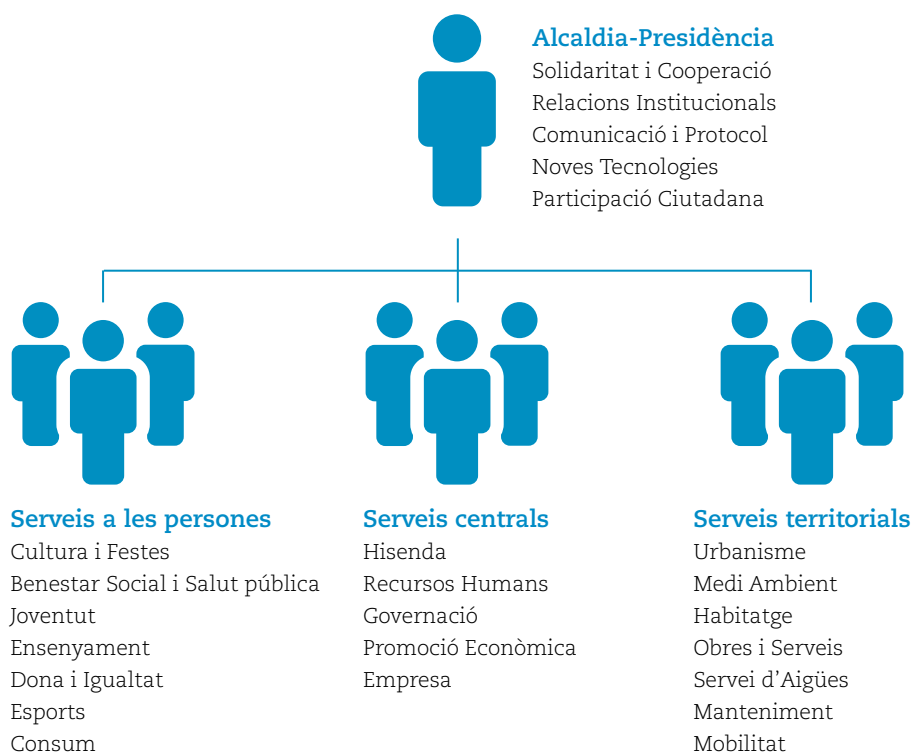 Alcaldia-Presidència
Solidaritat i Cooperació
Relacions Institucionals
Comunicació i Protocol
Noves Tecnologies
Participació Ciutadana
Serveis a les persones
Cultura i Festes
Benestar Social i Salut pública
Joventut
Ensenyament
Dona i Igualtat
Esports
Consum
Serveis centrals
Hisenda
Recursos Humans
Governació
Promoció Econòmica
Empresa
Serveis territorials
Urbanisme
Medi Ambient
Habitatge
Obres i Serveis
Servei d’Aigües
Manteniment
Mobilitat